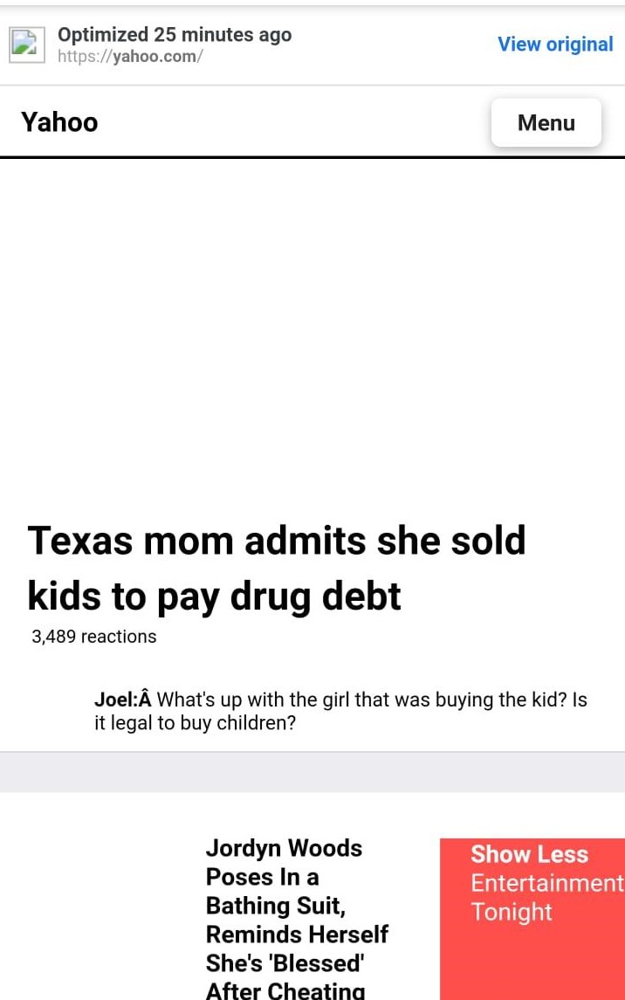 Optimized 25 minutes ago
View original
https://yahoo.com/
Yahoo
Menu
Texas mom admits she sold
kids to pay drug debt
3,489 reactions
Joel:Â What's up with the girl that was buying the kid? Is
it legal to buy children?
Jordyn Woods
Poses In a
Bathing Suit,
Reminds Herself
She's 'Blessed'
After Cheating
Show Less
Entertainment
Tonight